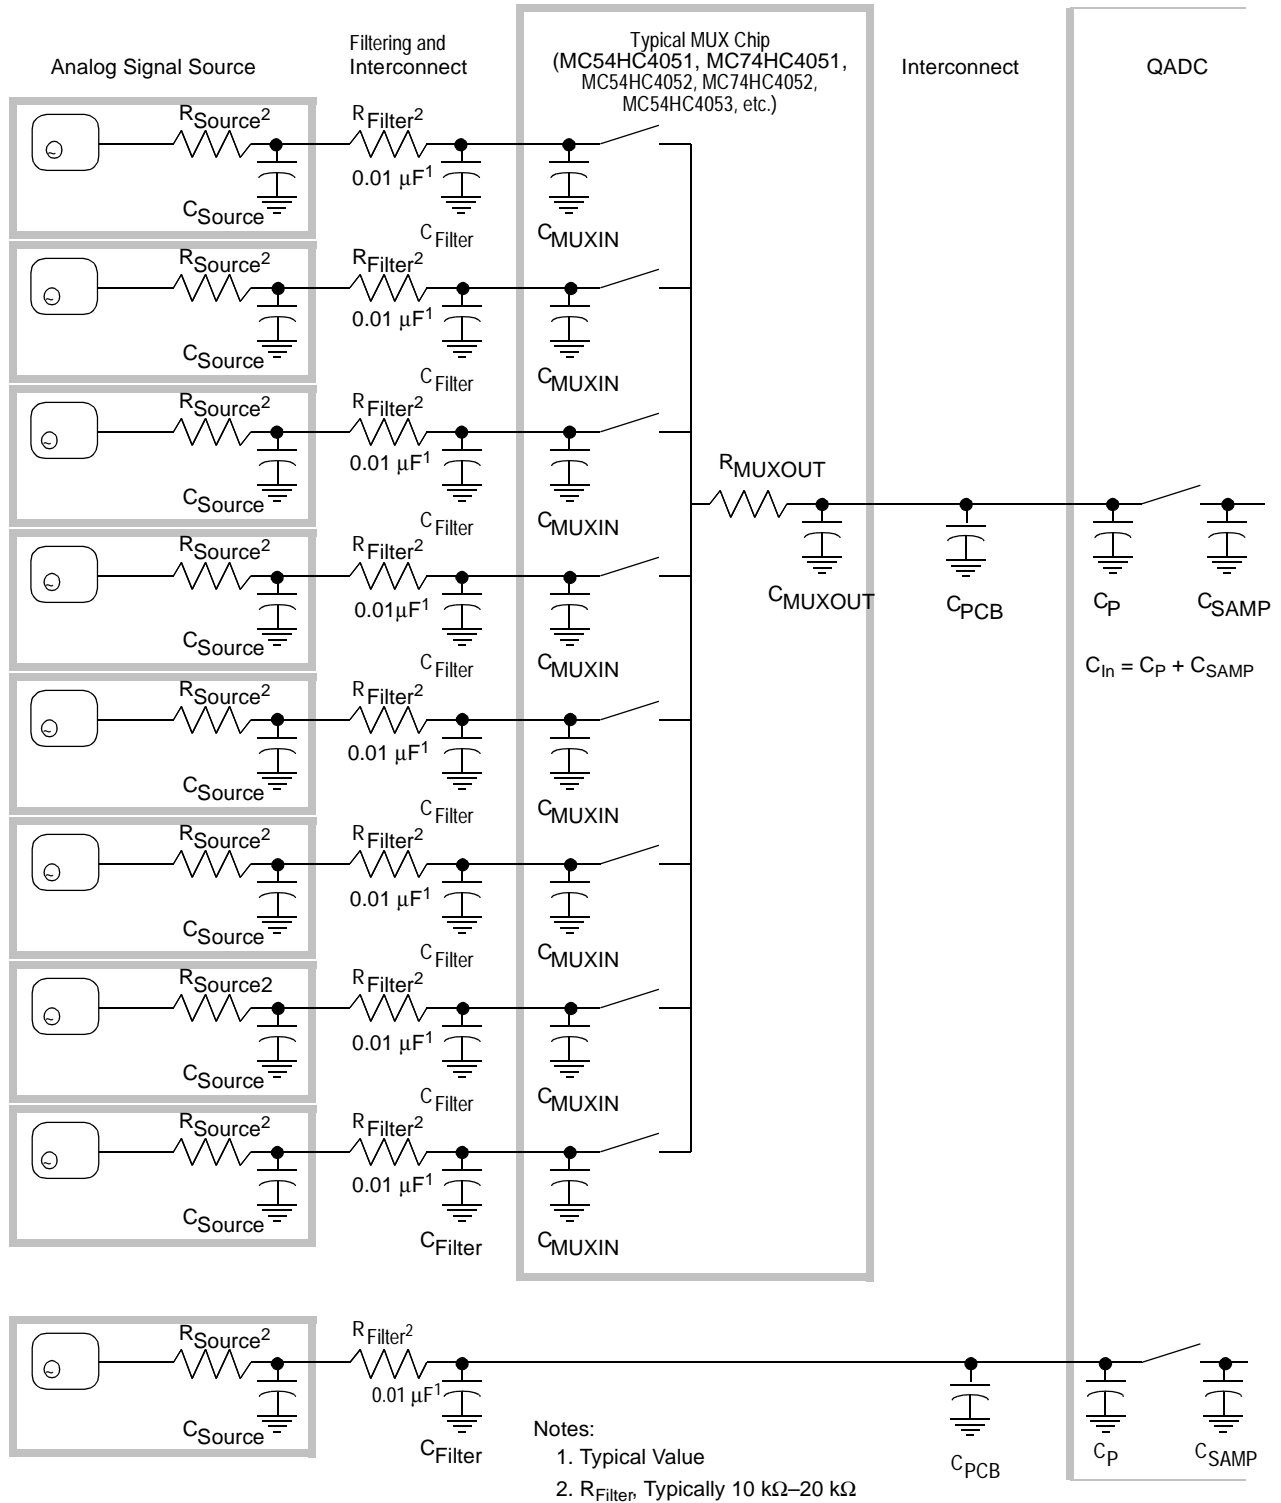 Analog Signal Source
Filtering and
Interconnect
Typical MUX Chip
(MC54HC4051, MC74HC4051,
MC54HC4052, MC74HC4052,
MC54HC4053, etc.)
Interconnect
QADC
RSource2
RFilter2
~
0.01 μF1
CSource
CFilter
CMUXIN
RSource2
RFilter2
~
0.01 μF1
CSource
CFilter
CMUXIN
RSource2
RFilter2
~
0.01 μF1
CSource
CFilter
CMUXIN
RMUXOUT
RSource2
RFilter2
~
0.01μF1
CSource
CFilter
CMUXIN
CMUXOUT
CPCB
CP
CSAMP
CIn = CP + CSAMP
RSource2
RFilter2
~
0.01 μF1
CSource
CFilter
CMUXIN
RSource2
RFilter2
~
0.01 μF1
CSource
CFilter
CMUXIN
RSource2
RFilter2
~
0.01 μF1
CSource
CFilter
CMUXIN
RSource2
RFilter2
~
0.01 μF1
CSource
CFilter
CMUXIN
RSource2
RFilter2
~
0.01 μF1
CSource
CFilter
CPCB
CP
CSAMP
Notes:
1. Typical Value
2. RFilter, Typically 10 kΩ–20 kΩ